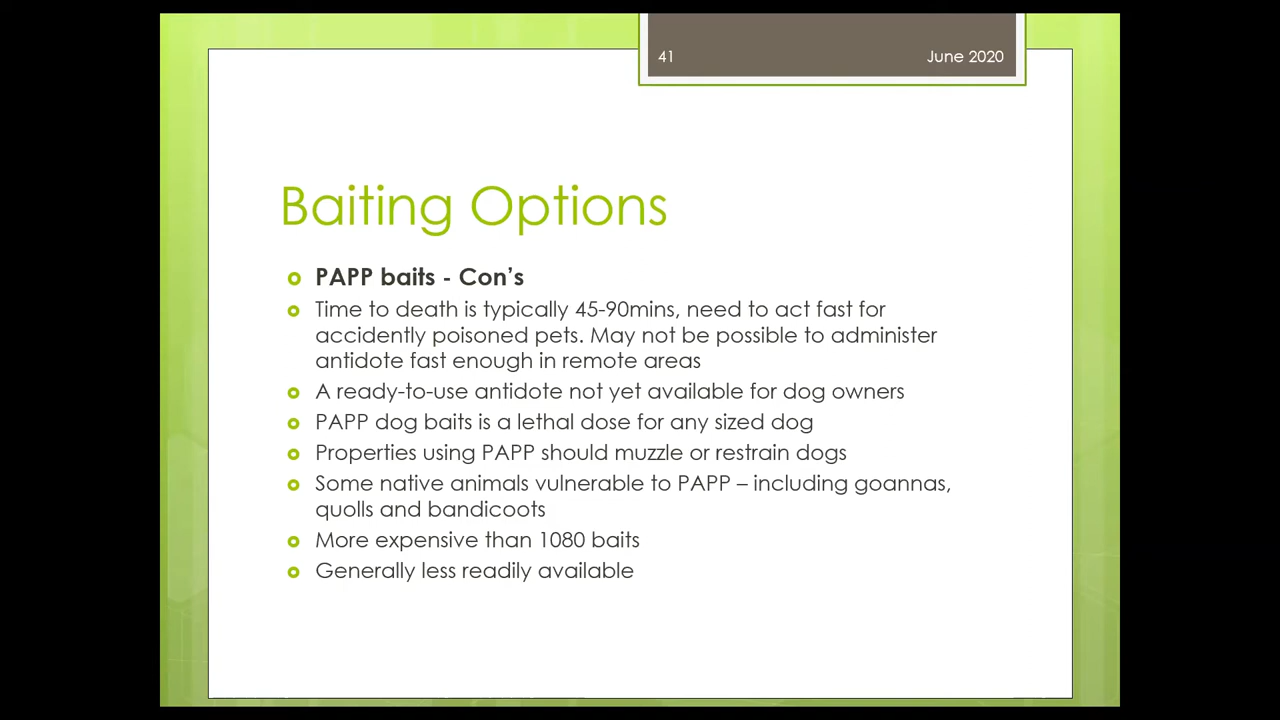 41
June 2020
Baiting Options
PAPP baits - Con's
Time to death is typically 45-90mins, need to act fast for
accidently poisoned pets. May not be possible to administer
antidote fast enough in remote areas
A ready-to-use antidote not yet available for dog owners
PAPP dog baits is a lethal dose for any sized dog
Properties using PAPP should muzzle or restrain dogs
Some native animals vulnerable to PAPP – including goannas,
quolls and bandicoots
More expensive than 1080 baits
Generally less readily available